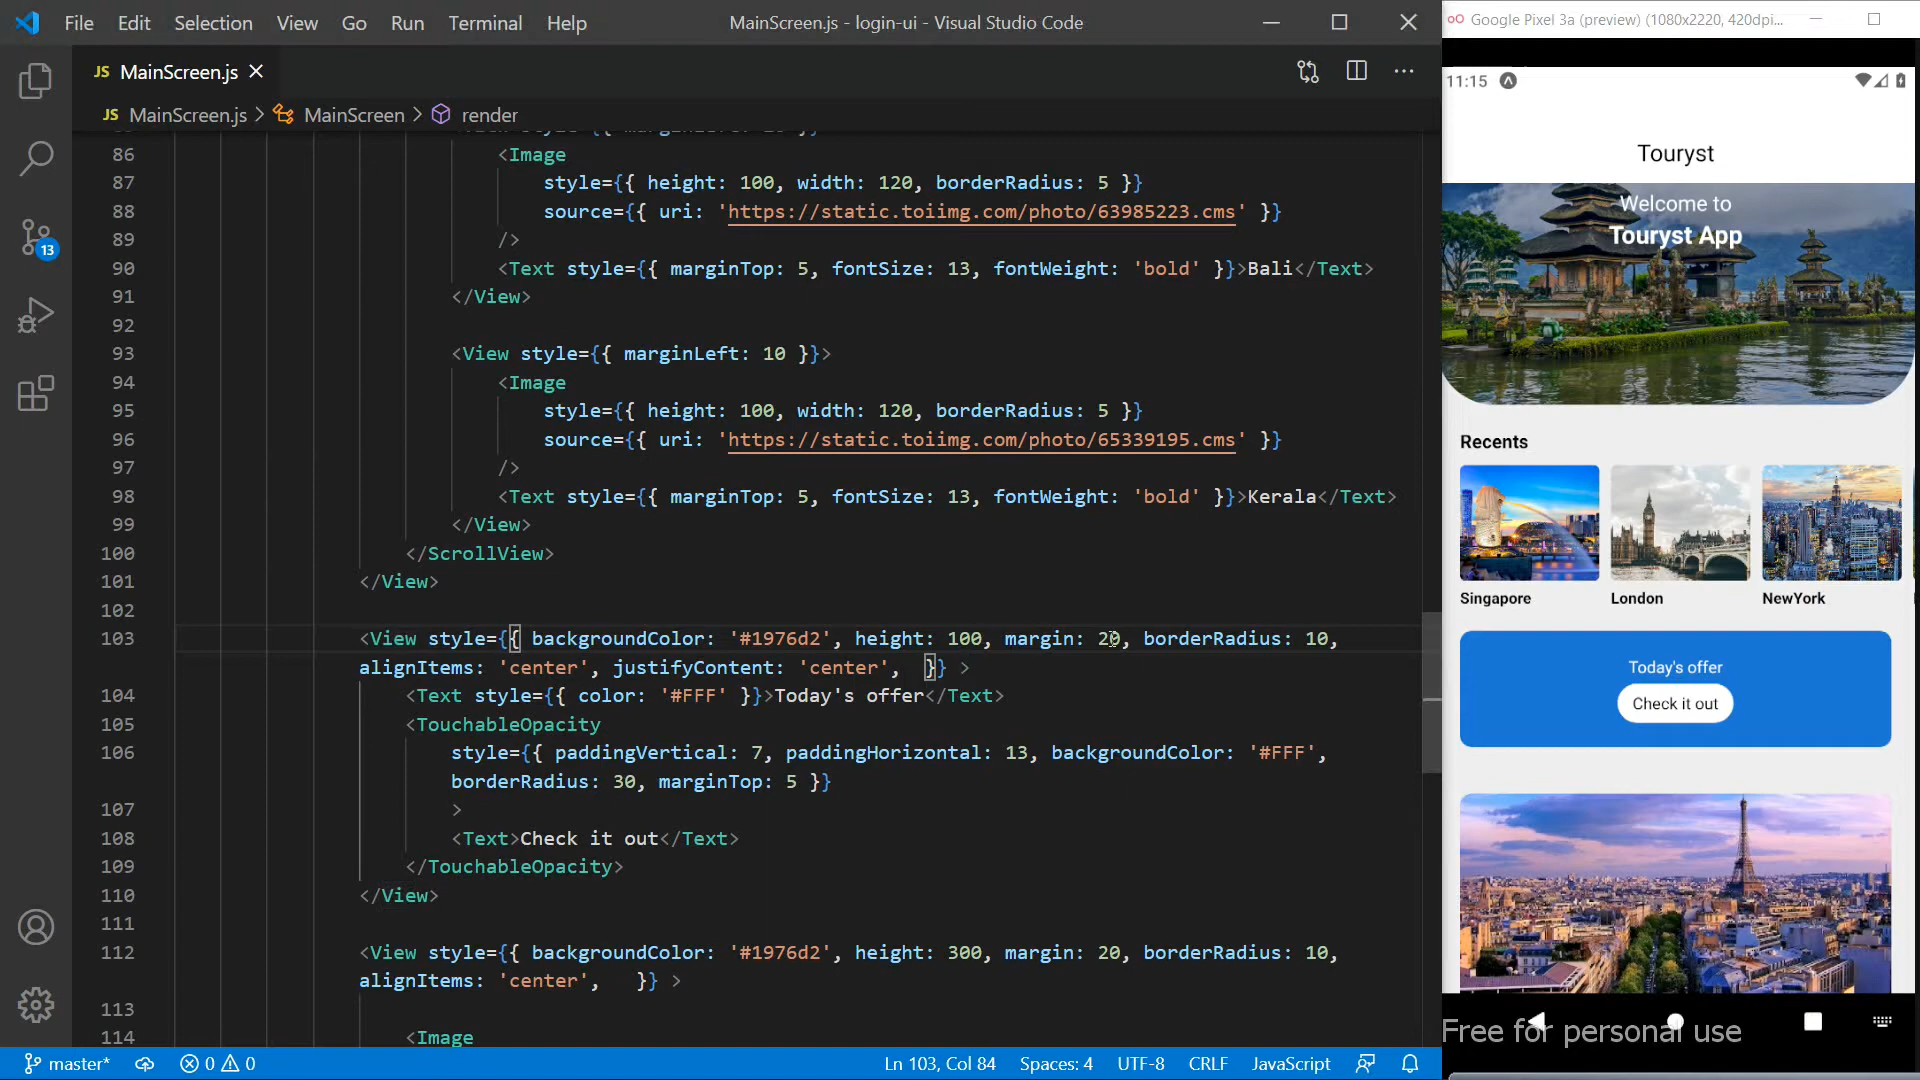 File Edit Selection View Go Run Terminal Help
MainScreen.js - login-ui - Visual Studio Code
JS MainScreen.js
JS MainScreen.js > MainScreen > render
86 <Image
87 style={{ height: 100, width: 120, borderRadius: 5 }}
88 source={{ uri: 'https://static.toiimg.com/photo/63985223.cms' }}
89 />
90 <Text style={{ marginTop: 5, fontSize: 13, fontWeight: 'bold' }}>Bali</Text>
91 </View>
92
93 <View style={{ marginLeft: 10 }}>
94 <Image
95 style={{ height: 100, width: 120, borderRadius: 5 }}
96 source={{ uri: 'https://static.toiimg.com/photo/65339195.cms' }}
97 />
98 <Text style={{ marginTop: 5, fontSize: 13, fontWeight: 'bold' }}>Kerala</Text>
99 </View>
100 </ScrollView>
101 </View>
102
103 <View style={{ backgroundColor: '#1976d2', height: 100, margin: 20, borderRadius: 10,
alignItems: 'center', justifyContent: 'center', }} >
104 <Text style={{ color: '#FFF' }}>Today's offer</Text>
105 <TouchableOpacity
106 style={{ paddingVertical: 7, paddingHorizontal: 13, backgroundColor: '#FFF',
borderRadius: 30, marginTop: 5 }}
107 >
108 <Text>Check it out</Text>
109 </TouchableOpacity>
110 </View>
111
112 <View style={{ backgroundColor: '#1976d2', height: 300, margin: 20, borderRadius: 10,
alignItems: 'center', }} >
113
114 <Image
13
master* 0 0
Ln 103, Col 84 Spaces: 4 UTF-8 CRLF JavaScript
Google Pixel 3a (preview) (1080x2220, 420dpi...
11:15
Touryst
Welcome to
Touryst App
Recents
Singapore London NewYork
Today's offer
Check it out
Free for personal use